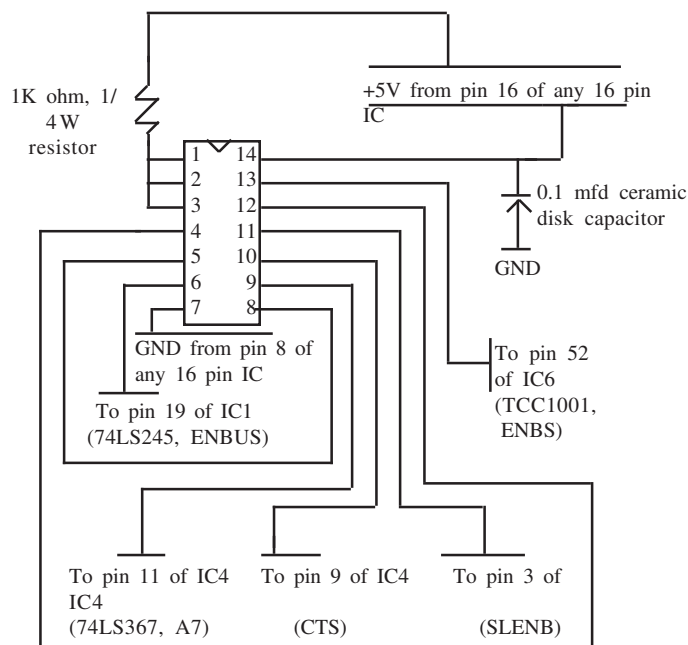 1K ohm, 1/
4W
resistor
+5V from pin 16 of any 16 pin
IC
1 14
2 13
3 12
4 11
5 10
6 9
7 8
0.1 mfd ceramic
disk capacitor
GND
GND from pin 8 of
any 16 pin IC
To pin 52
of IC6
(TCC1001,
ENBS)
To pin 19 of IC1
(74LS245, ENBUS)
To pin 11 of IC4
IC4
(74LS367, A7)
To pin 9 of IC4
(CTS)
To pin 3 of
(SLENB)